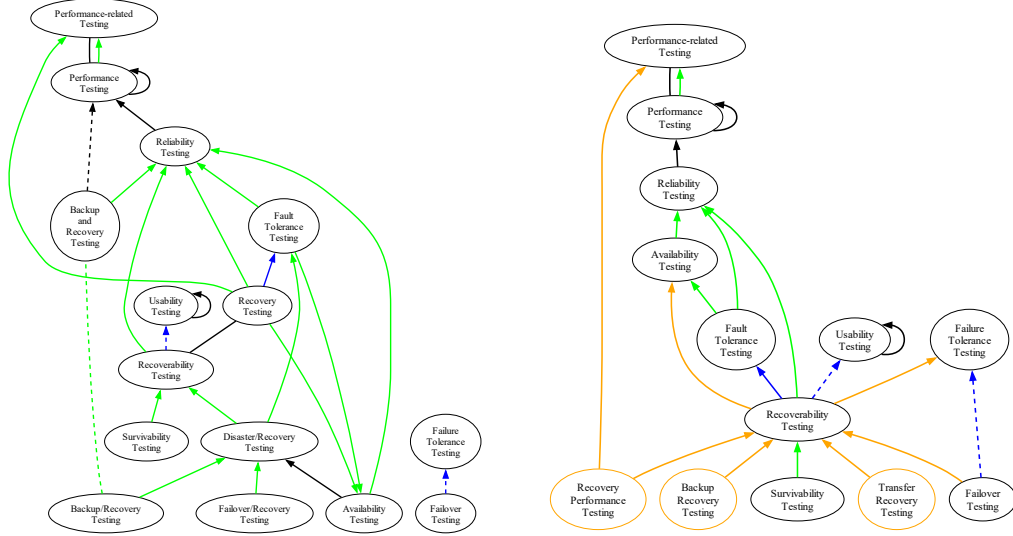 Performance-related
Testing
Performance
Testing
Reliability
Testing
Backup
and
Recovery
Testing
Fault
Tolerance
Testing
Usability
Testing
Recovery
Testing
Recoverability
Testing
Survivability
Testing
Disaster/Recovery
Testing
Failure
Tolerance
Testing
Backup/Recovery
Testing
Failover/Recovery
Testing
Availability
Testing
Failover
Testing
Performance-related
Testing
Performance
Testing
Reliability
Testing
Availability
Testing
Fault
Tolerance
Testing
Usability
Testing
Failure
Tolerance
Testing
Recoverability
Testing
Recovery
Performance
Testing
Backup
Recovery
Testing
Survivability
Testing
Transfer
Recovery
Testing
Failover
Testing